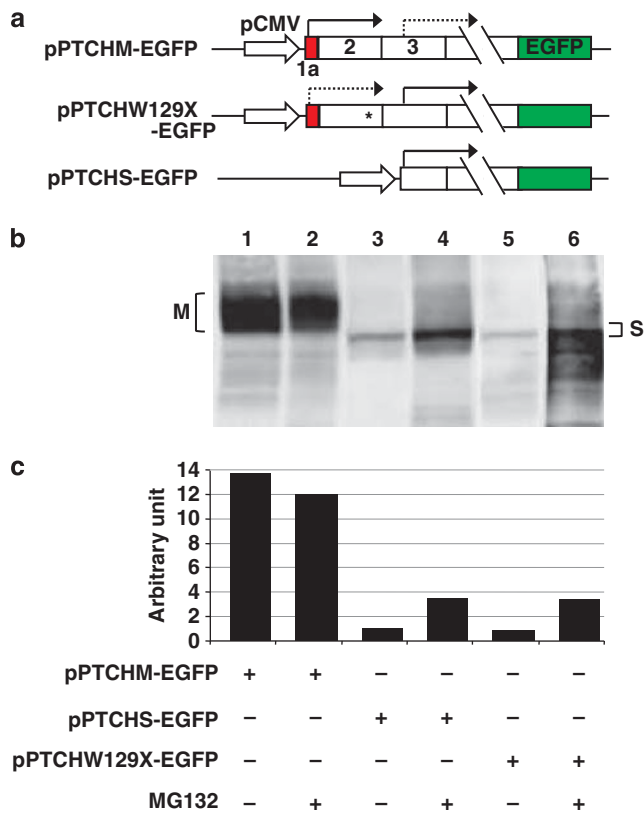 a
pCMV
pPTCHM-EGFP
2 3 EGFP
1a
pPTCHW129X
-EGFP
*
pPTCHS-EGFP
b
1 2 3 4 5 6
M
S
c
Arbitrary unit
14
12
10
8
6
4
2
0
pPTCHM-EGFP + + – – – –
pPTCHS-EGFP – – + + – –
pPTCHW129X-EGFP – – – – + +
MG132 – + – + – +